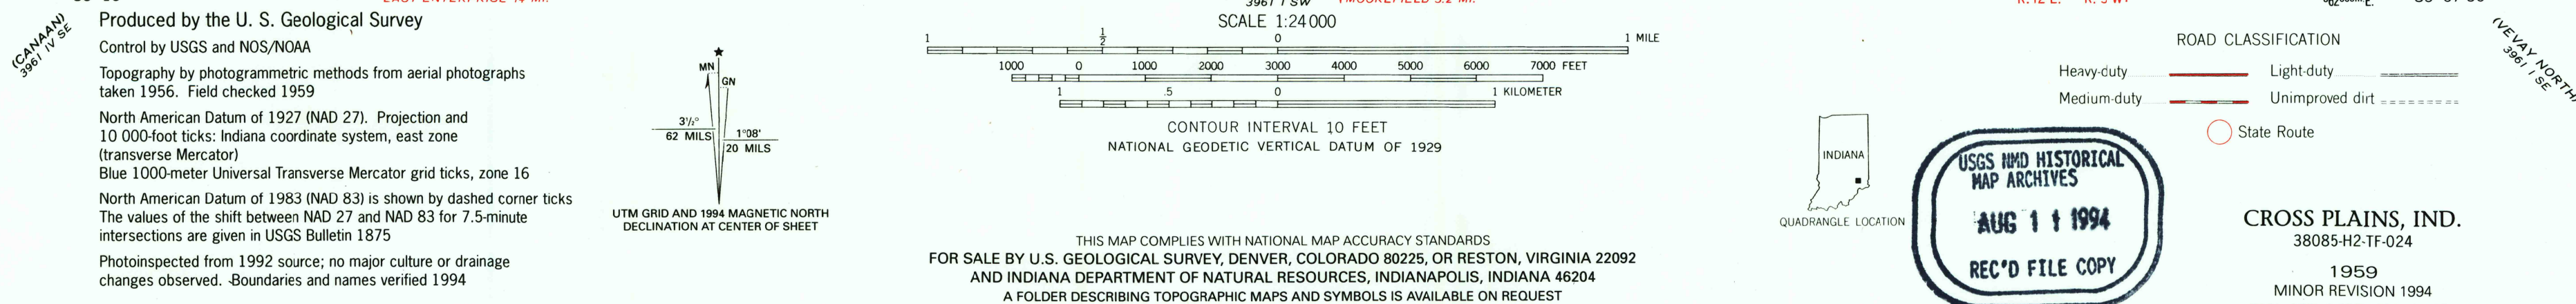 (CANAAN)
3961 IV SE
Produced by the U. S. Geological Survey
Control by USGS and NOS/NOAA
Topography by photogrammetric methods from aerial photographs
taken 1956. Field checked 1959
North American Datum of 1927 (NAD 27). Projection and
10 000-foot ticks: Indiana coordinate system, east zone
(transverse Mercator)
Blue 1000-meter Universal Transverse Mercator grid ticks, zone 16
North American Datum of 1983 (NAD 83) is shown by dashed corner ticks
The values of the shift between NAD 27 and NAD 83 for 7.5-minute
intersections are given in USGS Bulletin 1875
Photoinspected from 1992 source; no major culture or drainage
changes observed. Boundaries and names verified 1994
MN
GN
3½°
62 MILS
1°08'
20 MILS
UTM GRID AND 1994 MAGNETIC NORTH
DECLINATION AT CENTER OF SHEET
3961 I SW
SCALE 1:24 000
1 ½ 0 1 MILE
1000 0 1000 2000 3000 4000 5000 6000 7000 FEET
1 .5 0 1 KILOMETER
CONTOUR INTERVAL 10 FEET
NATIONAL GEODETIC VERTICAL DATUM OF 1929
THIS MAP COMPLIES WITH NATIONAL MAP ACCURACY STANDARDS
FOR SALE BY U.S. GEOLOGICAL SURVEY, DENVER, COLORADO 80225, OR RESTON, VIRGINIA 22092
AND INDIANA DEPARTMENT OF NATURAL RESOURCES, INDIANAPOLIS, INDIANA 46204
A FOLDER DESCRIBING TOPOGRAPHIC MAPS AND SYMBOLS IS AVAILABLE ON REQUEST
INDIANA
QUADRANGLE LOCATION
ROAD CLASSIFICATION
Heavy-duty Light-duty
Medium-duty Unimproved dirt
State Route
USGS NMD HISTORICAL
MAP ARCHIVES
AUG 1 1 1994
REC'D FILE COPY
(VEVAY NORTH)
3961 I SE
CROSS PLAINS, IND.
38085-H2-TF-024
1959
MINOR REVISION 1994